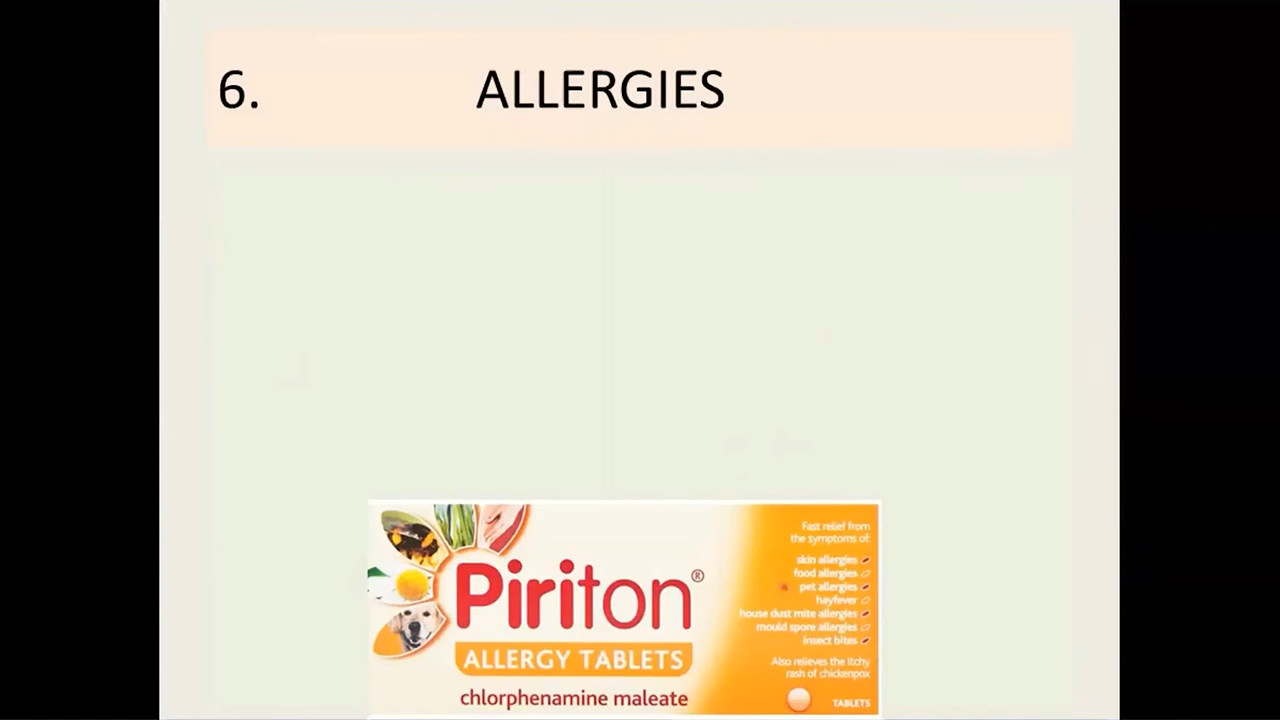 6. ALLERGIES
Fast relief from
the symptoms of:
skin allergies
food allergies
pet allergies
hayfever
house dust mite allergies
mould spore allergies
insect bites
Piriton®
ALLERGY TABLETS
chlorphenamine maleate
Also relieves the itchy
rash of chickenpox
TABLETS